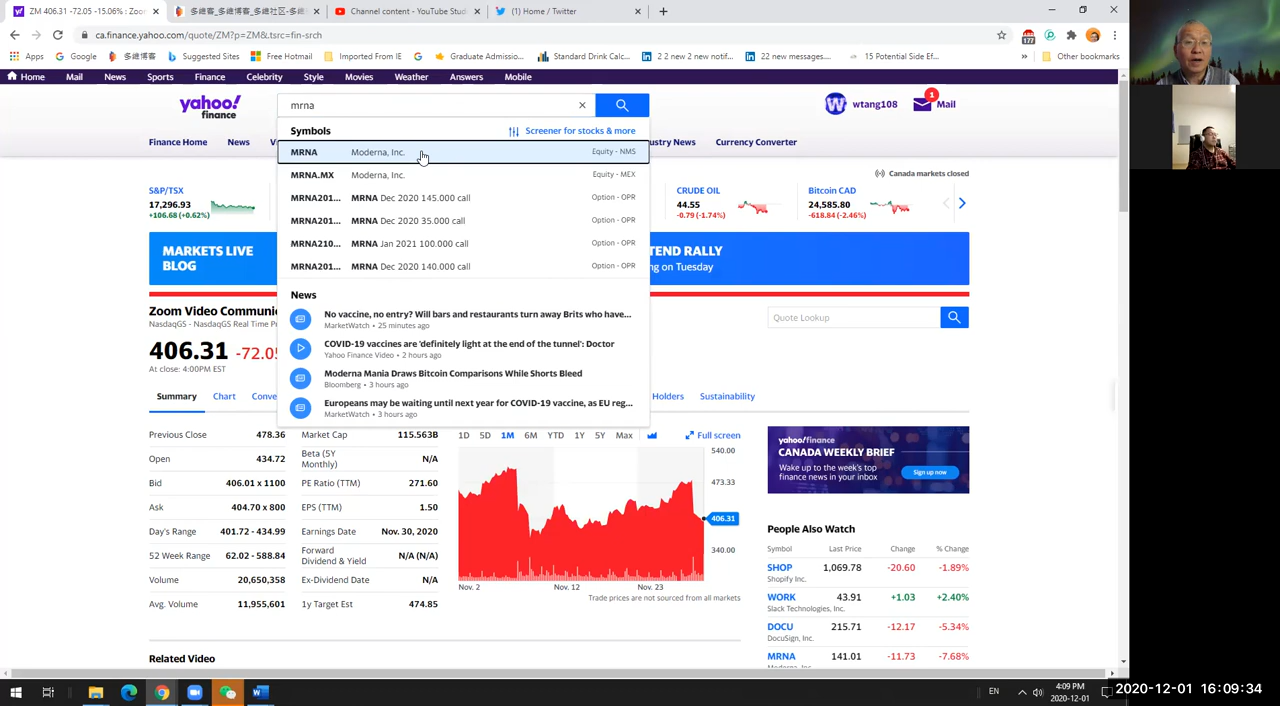 ZM 406.31 -72.05 -15.06% : Zoo
多維客_多維博客_多維社区-多維
Channel content - YouTube Stud
(1) Home / Twitter
ca.finance.yahoo.com/quote/ZM?p=ZM&.tsrc=fin-srch
177
Apps
Google
多維博客
Suggested Sites
Free Hotmail
Imported From IE
Graduate Admissio...
Standard Drink Calc...
2 2 new 2 new notif...
22 new messages...
15 Potential Side Ef...
»
Other bookmarks
Home Mail News Sports Finance Celebrity Style Movies Weather Answers Mobile
yahoo!
finance
mrna
wtang108
1
Mail
Symbols
Screener for stocks & more
MRNA Moderna, Inc. Equity - NMS
MRNA.MX Moderna, Inc. Equity - MEX
MRNA201... MRNA Dec 2020 145.000 call Option - OPR
MRNA201... MRNA Dec 2020 35.000 call Option - OPR
MRNA210... MRNA Jan 2021 100.000 call Option - OPR
MRNA201... MRNA Dec 2020 140.000 call Option - OPR
News
No vaccine, no entry? Will bars and restaurants turn away Brits who have...
MarketWatch • 25 minutes ago
COVID-19 vaccines are 'definitely light at the end of the tunnel': Doctor
Yahoo Finance Video • 2 hours ago
Moderna Mania Draws Bitcoin Comparisons While Shorts Bleed
Bloomberg • 3 hours ago
Europeans may be waiting until next year for COVID-19 vaccine, as EU reg...
MarketWatch • 3 hours ago
Finance Home News V
ustry News Currency Converter
Canada markets closed
S&P/TSX
17,296.93
+106.68 (+0.62%)
CRUDE OIL
44.55
-0.79 (-1.74%)
Bitcoin CAD
24,585.80
-618.84 (-2.46%)
MARKETS LIVE
BLOG
TEND RALLY
ng on Tuesday
Zoom Video Communic
NasdaqGS - NasdaqGS Real Time Pr
406.31 -72.05
At close: 4:00PM EST
Quote Lookup
Summary Chart Conve
Holders Sustainability
Previous Close 478.36
Open 434.72
Bid 406.01 x 1100
Ask 404.70 x 800
Day's Range 401.72 - 434.99
52 Week Range 62.02 - 588.84
Volume 20,650,358
Avg. Volume 11,955,601
Market Cap 115.563B
Beta (5Y
Monthly) N/A
PE Ratio (TTM) 271.60
EPS (TTM) 1.50
Earnings Date Nov. 30, 2020
Forward
Dividend & Yield N/A (N/A)
Ex-Dividend Date N/A
1y Target Est 474.85
1D 5D 1M 6M YTD 1Y 5Y Max
Full screen
540.00
473.33
406.31
340.00
Nov. 2 Nov. 12 Nov. 23
Trade prices are not sourced from all markets
yahoo!finance
CANADA WEEKLY BRIEF
Wake up to the week's top
finance news in your inbox
Sign up now
People Also Watch
Symbol Last Price Change % Change
SHOP 1,069.78 -20.60 -1.89%
Shopify Inc.
WORK 43.91 +1.03 +2.40%
Slack Technologies, Inc.
DOCU 215.71 -12.17 -5.34%
DocuSign, Inc.
MRNA 141.01 -11.73 -7.68%
Moderna, Inc.
Related Video
EN
4:09 PM
2020-12-01
2020-12-01 16:09:34